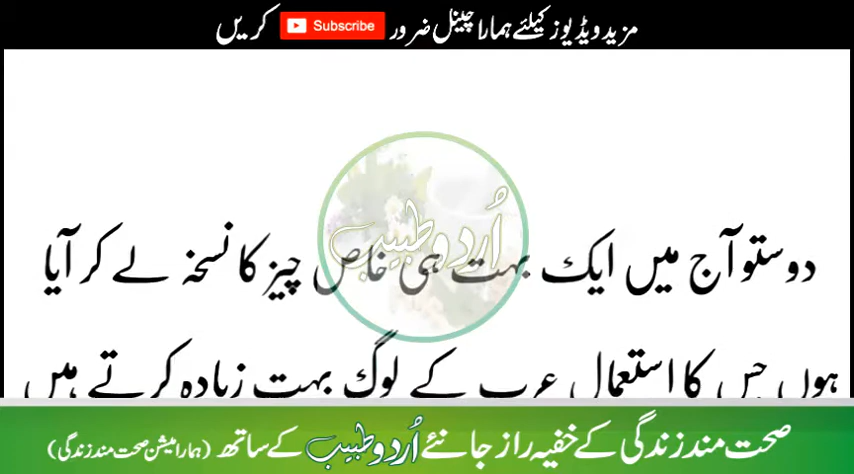 مزید ویڈیوز کیلئے ہمارا چینل ضرور Subscribe کریں
اُردو طبیب
دوستو آج میں ایک بہت ہی خاص چیز کا نسخہ لے کر آیا
ہوں جس کا استعمال عرب کے لوگ بہت زیادہ کرتے ہیں
صحت مند زندگی کے خفیہ راز جانئے اُردو طبیب کے ساتھ (ہمارا مشن صحت مند زندگی)